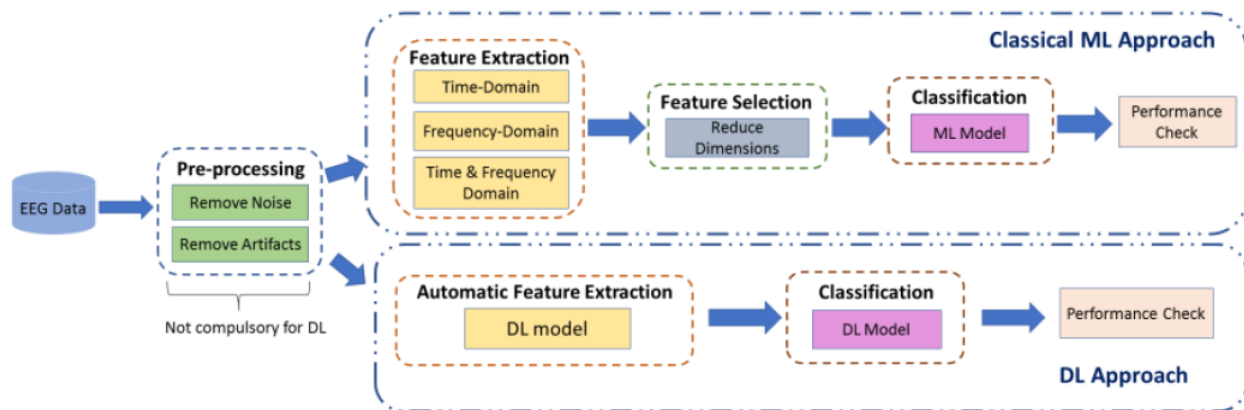 EEG Data
Pre-processing
Remove Noise
Remove Artifacts
Not compulsory for DL
Classical ML Approach
Feature Extraction
Time-Domain
Frequency-Domain
Time & Frequency
Domain
Feature Selection
Reduce
Dimensions
Classification
ML Model
Performance
Check
Automatic Feature Extraction
DL model
Classification
DL Model
Performance Check
DL Approach